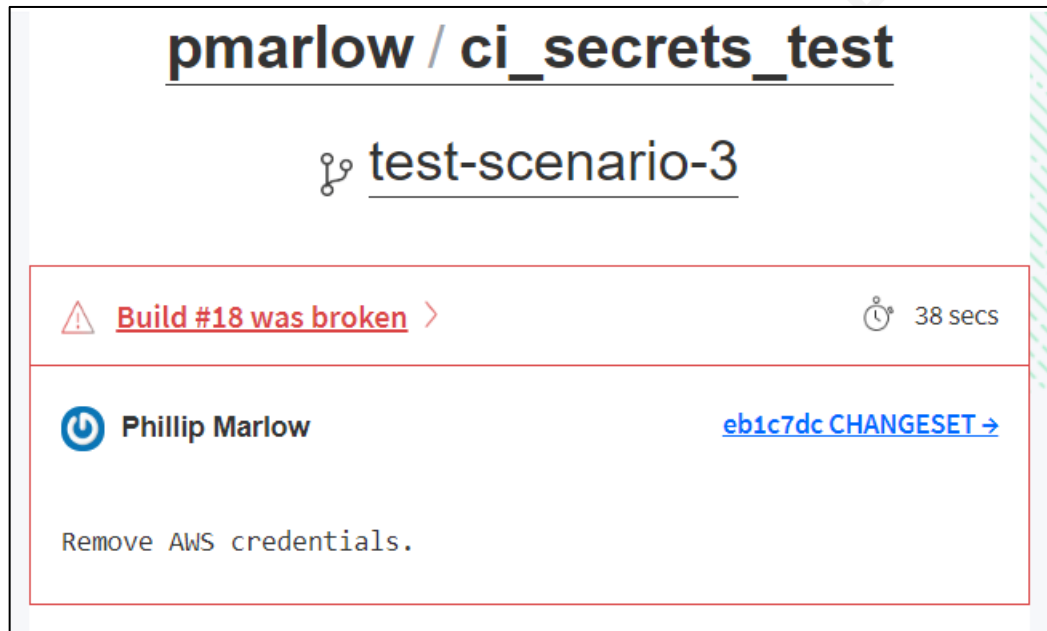 pmarlow / ci_secrets_test
test-scenario-3
Build #18 was broken > 38 secs
Phillip Marlow eb1c7dc CHANGESET →
Remove AWS credentials.